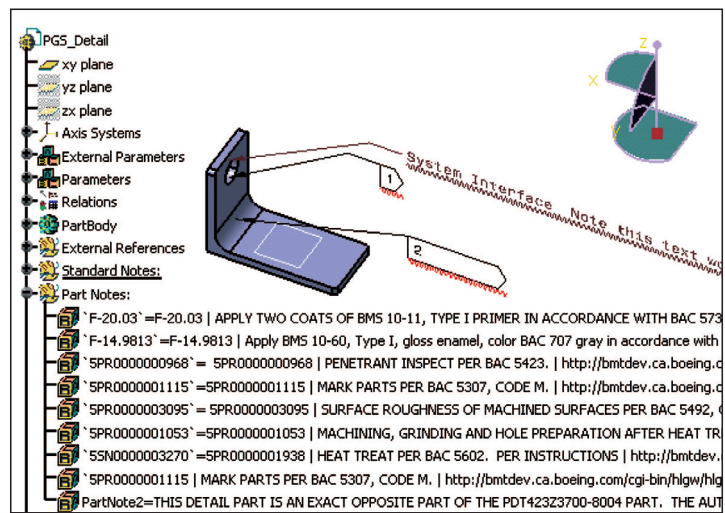 PGS_Detail
xy plane
yz plane
zx plane
Axis Systems
External Parameters
Parameters
Relations
PartBody
External References
Standard Notes:
Part Notes:
`F-20.03`=F-20.03 | APPLY TWO COATS OF BMS 10-11, TYPE I PRIMER IN ACCORDANCE WITH BAC 573
`F-14.9813`=F-14.9813 | Apply BMS 10-60, Type I, gloss enamel, color BAC 707 gray in accordance with
`5PR0000000968`= 5PR0000000968 | PENETRANT INSPECT PER BAC 5423. | http://bmtdev.ca.boeing.c
`5PR0000001115`=5PR0000001115 | MARK PARTS PER BAC 5307, CODE M. | http://bmtdev.ca.boeing.
`5PR0000003095`= 5PR0000003095 | SURFACE ROUGHNESS OF MACHINED SURFACES PER BAC 5492,
`5PR0000001053`=5PR0000001053 | MACHINING, GRINDING AND HOLE PREPARATION AFTER HEAT TR
`5SN0000003270`=5PR0000001938 | HEAT TREAT PER BAC 5602. PER INSTRUCTIONS | http://bmtdev.
`5PR0000001115 | MARK PARTS PER BAC 5307, CODE M. | http://bmtdev.ca.boeing.com/cgi-bin/hlgw/hlg
PartNote2=THIS DETAIL PART IS AN EXACT OPPOSITE PART OF THE PDT423Z3700-8004 PART. THE AUT
System Interface Note this text wo
1
2
z
x
y